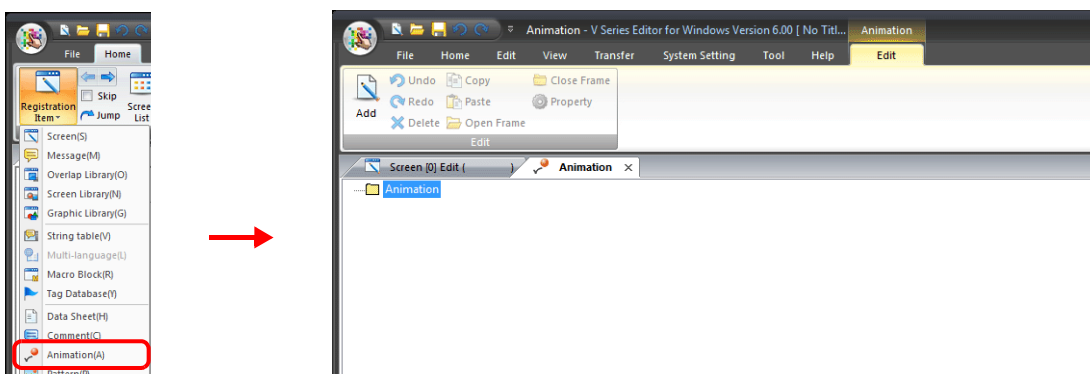 File Home
Registration Item
Skip
Jump
Scree
List
Screen(S)
Message(M)
Overlap Library(O)
Screen Library(N)
Graphic Library(G)
String table(V)
Multi-language(L)
Macro Block(R)
Tag Database(Y)
Data Sheet(H)
Comment(C)
Animation(A)
Pattern(P)
Animation - V Series Editor for Windows Version 6.00 [ No Titl... Animation
File Home Edit View Transfer System Setting Tool Help Edit
Add
Undo Copy Close Frame
Redo Paste Property
Delete Open Frame
Edit
Screen [0] Edit ( ) Animation ×
Animation